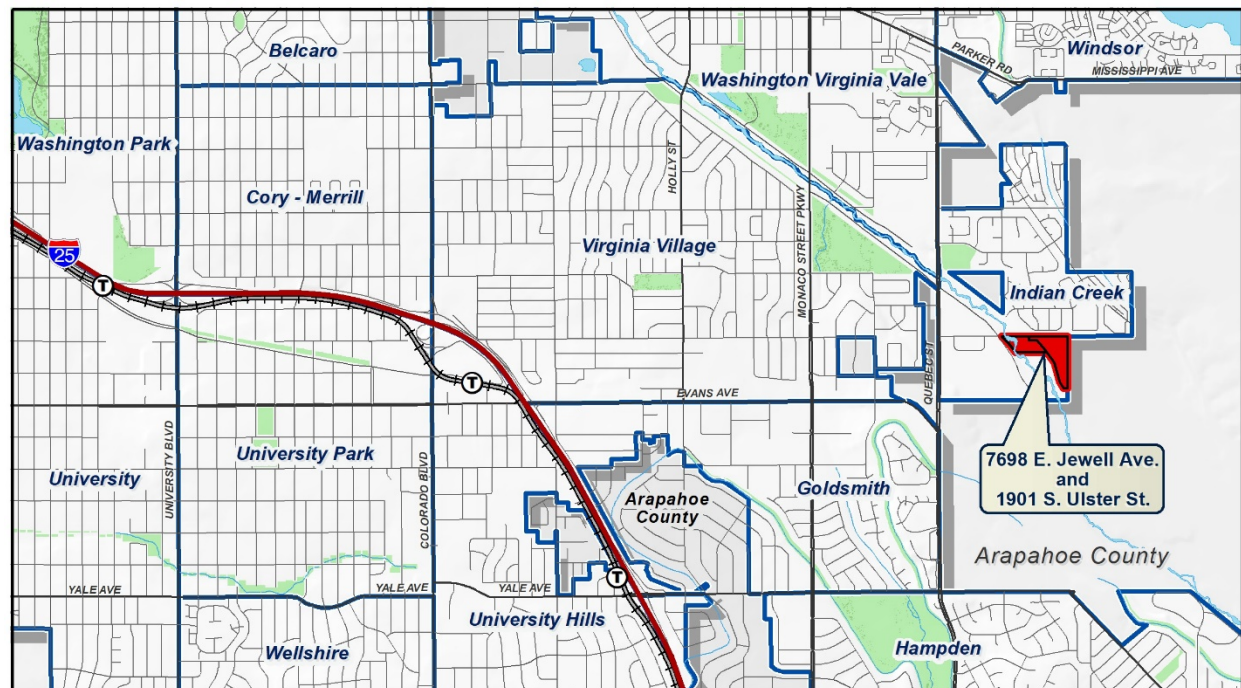 Belcaro
Windsor
PARKER RD
MISSISSIPPI AVE
Washington Virginia Vale
Washington Park
HOLLY ST
Cory - Merrill
MONACO STREET PKWY
Virginia Village
25
T
Indian Creek
QUEBEC ST
T
EVANS AVE
7698 E. Jewell Ave.
and
1901 S. Ulster St.
UNIVERSITY BLVD
University Park
COLORADO BLVD
University
Goldsmith
Arapahoe
County
Arapahoe County
T
YALE AVE
YALE AVE
YALE AVE
University Hills
Wellshire
Hampden